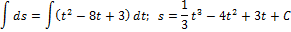 ∫ ds = ∫(t² − 8t + 3) dt; s = 1/3 t³ − 4t² + 3t + C